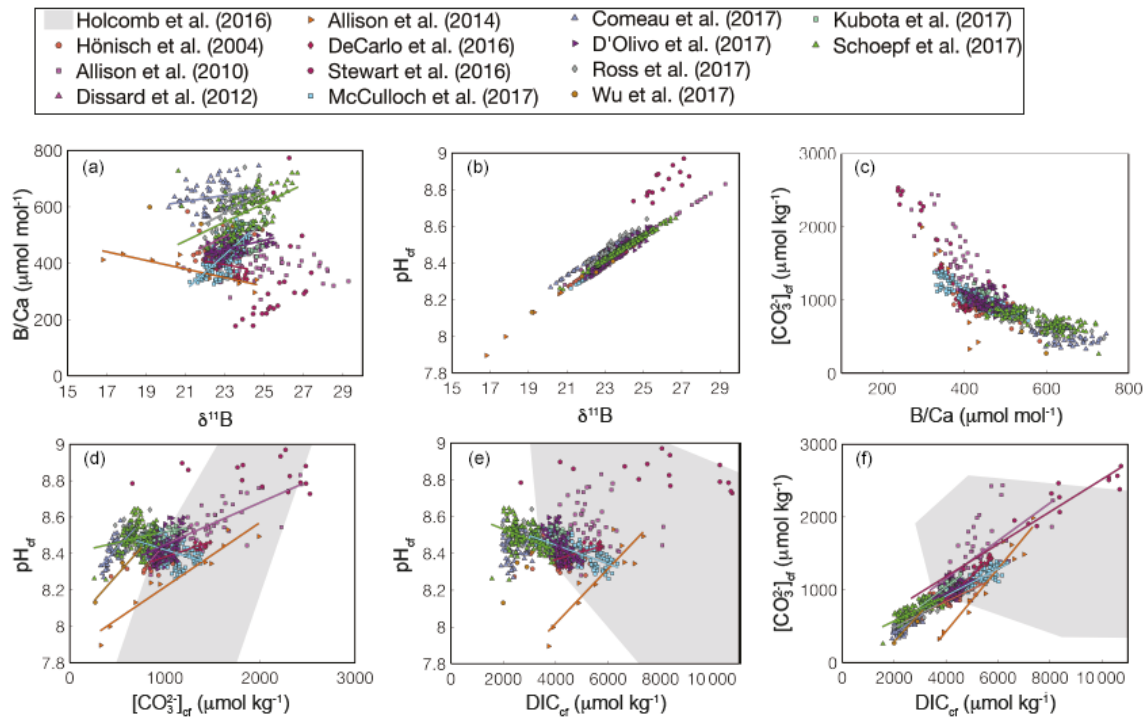 Holcomb et al. (2016) Allison et al. (2014) Comeau et al. (2017) Kubota et al. (2017)
Hönisch et al. (2004) DeCarlo et al. (2016) D'Olivo et al. (2017) Schoepf et al. (2017)
Allison et al. (2010) Stewart et al. (2016) Ross et al. (2017)
Dissard et al. (2012) McCulloch et al. (2017) Wu et al. (2017)
(a)
B/Ca (μmol mol⁻¹)
800
600
400
200
0
15 17 19 21 23 25 27 29
δ¹¹B
(b)
pH_cf
9
8.8
8.6
8.4
8.2
8
7.8
15 17 19 21 23 25 27 29
δ¹¹B
(c)
[CO₃²⁻]_cf (μmol kg⁻¹)
3000
2000
1000
0
200 400 600 800
B/Ca (μmol mol⁻¹)
(d)
pH_cf
9
8.8
8.6
8.4
8.2
8
7.8
0 1000 2000 3000
[CO₃²⁻]_cf (μmol kg⁻¹)
(e)
pH_cf
9
8.8
8.6
8.4
8.2
8
7.8
0 2000 4000 6000 8000 10 000
DIC_cf (μmol kg⁻¹)
(f)
[CO₃²⁻]_cf (μmol kg⁻¹)
3000
2000
1000
0
0 2000 4000 6000 8000 10 000
DIC_cf (μmol kg⁻¹)